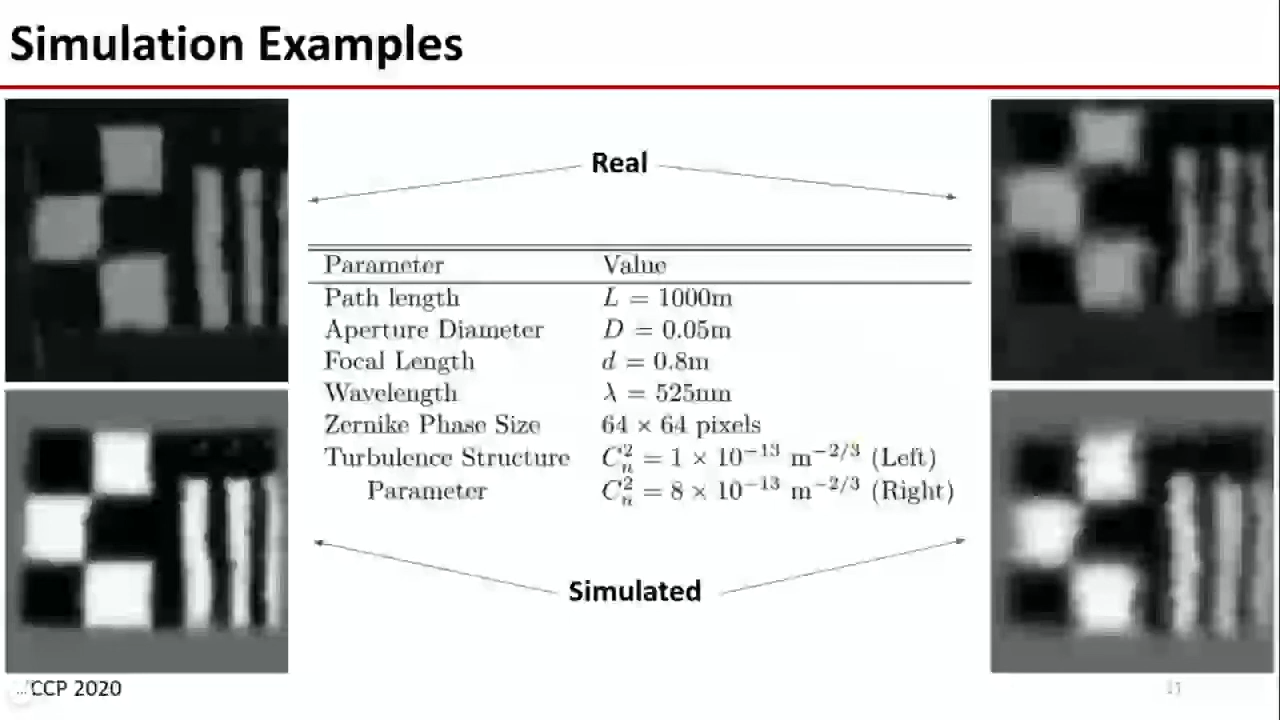 Simulation Examples
Real
Parameter Value
Path length L = 1000m
Aperture Diameter D = 0.05m
Focal Length d = 0.8m
Wavelength λ = 525nm
Zernike Phase Size 64 × 64 pixels
Turbulence Structure C_n^2 = 1 × 10^{-13} m^{-2/3} (Left)
Parameter C_n^2 = 8 × 10^{-13} m^{-2/3} (Right)
Simulated
CCP 2020